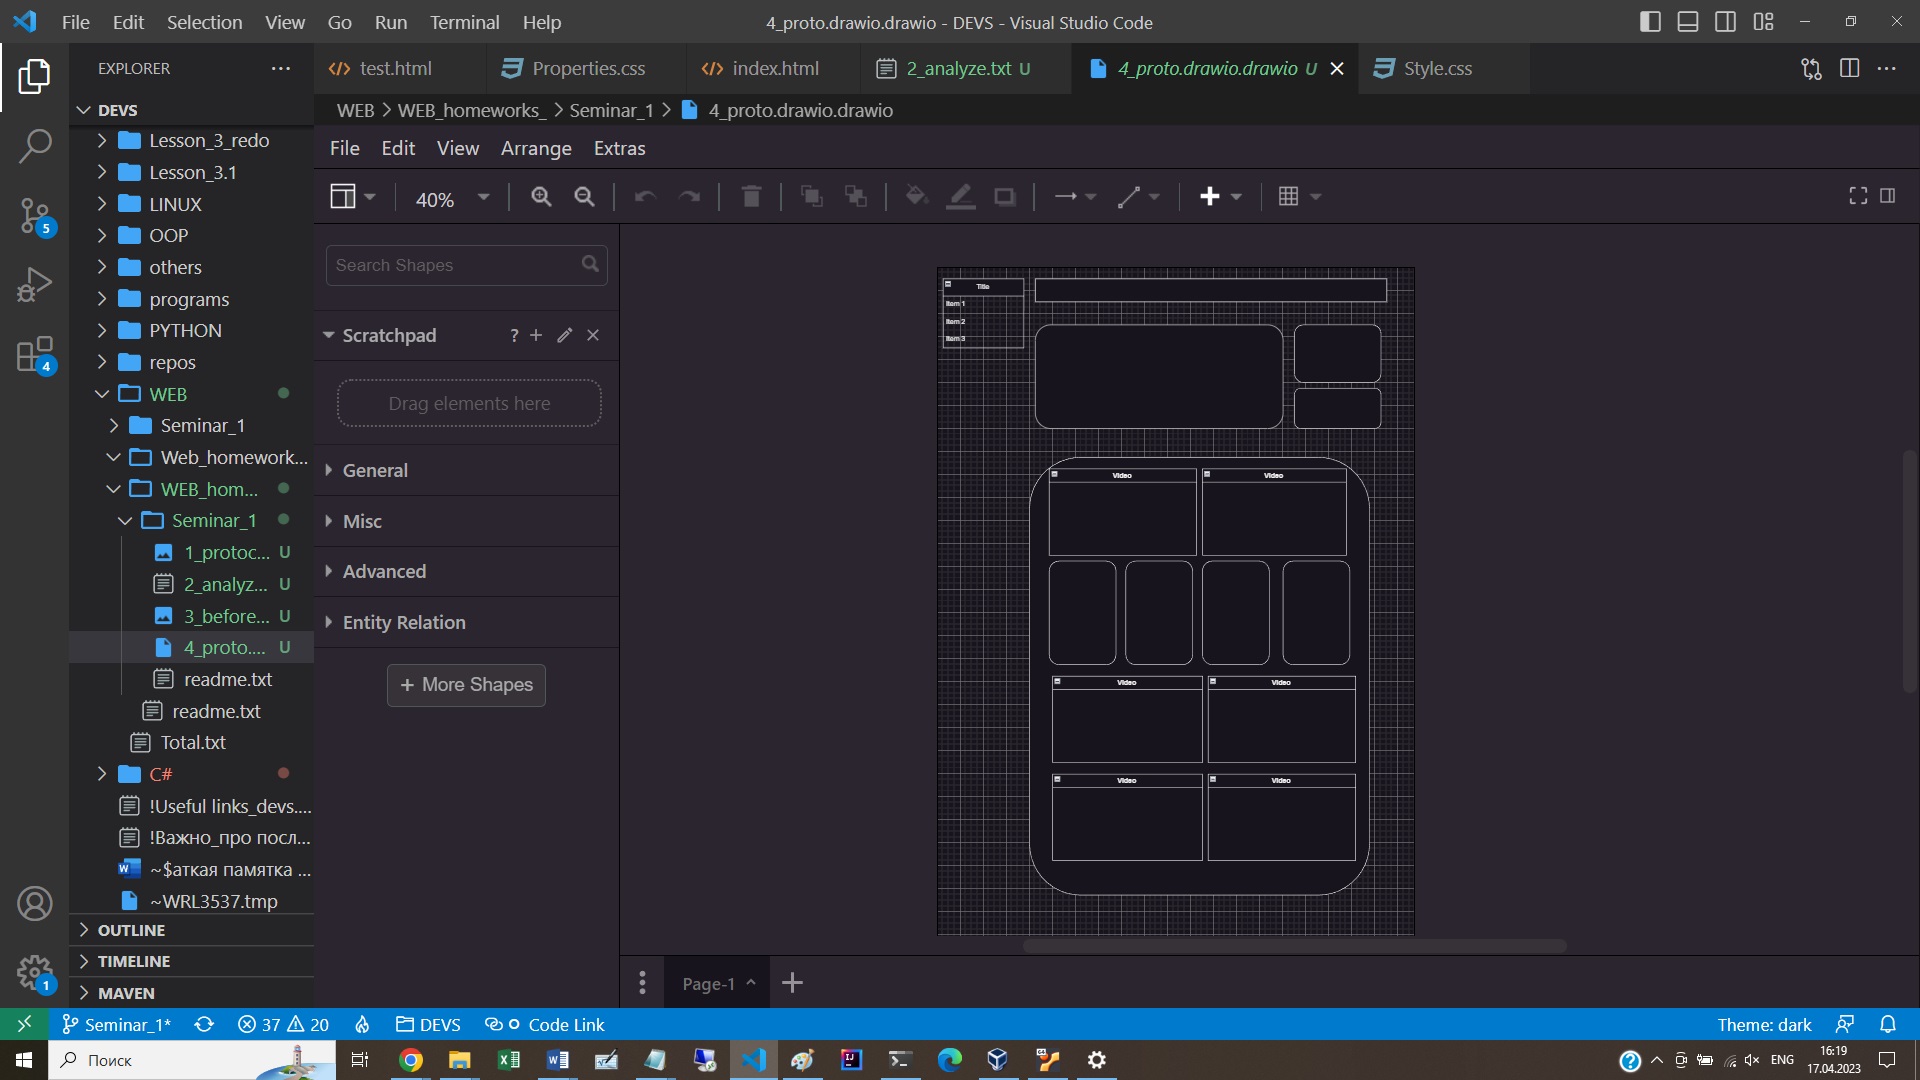 File Edit Selection View Go Run Terminal Help
4_proto.drawio.drawio - DEVS - Visual Studio Code
EXPLORER
test.html
Properties.css
index.html
2_analyze.txt U
4_proto.drawio.drawio U
Style.css
DEVS
WEB > WEB_homeworks_ > Seminar_1 > 4_proto.drawio.drawio
Lesson_3_redo
Lesson_3.1
LINUX
OOP
others
programs
PYTHON
repos
WEB
Seminar_1
Web_homework...
WEB_hom...
Seminar_1
1_protoc... U
2_analyz... U
3_before... U
4_proto.... U
readme.txt
readme.txt
Total.txt
C#
!Useful links_devs....
!Важно_про посл...
~$аткая памятка ...
~WRL3537.tmp
OUTLINE
TIMELINE
MAVEN
File Edit View Arrange Extras
40%
Search Shapes
Scratchpad ?
Drag elements here
General
Misc
Advanced
Entity Relation
+ More Shapes
Title
Item 1
Item 2
Item 3
Video Video
Video Video
Video Video
Page-1
5
4
1
Seminar_1* 37 20 DEVS Code Link
Theme: dark
Поиск
ENG
16:19
17.04.2023